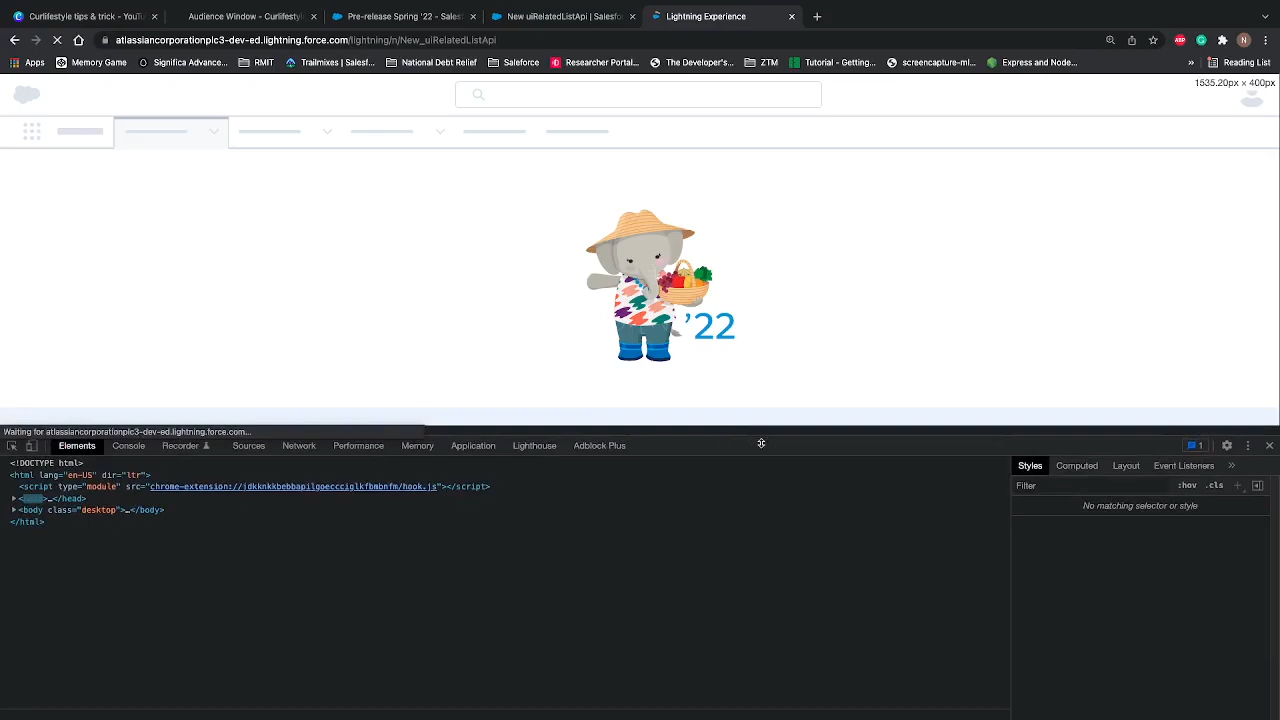 Curlifestyle tips & trick - YouTu
Audience Window - Curlifestyl
Pre-release Spring '22 - Sales
New uiRelatedListApi | Salesfo
Lightning Experience
atlassiancorporationplc3-dev-ed.lightning.force.com/lightning/n/New_uiRelatedListApi
Apps
Memory Game
Significa Advance...
RMIT
Trailmixes | Salesf...
National Debt Relief
Saleforce
Researcher Portal...
The Developer's...
ZTM
Tutorial - Getting...
screencapture-ml...
Express and Node...
»
Reading List
1535.20px × 400px
'22
Waiting for atlassiancorporationplc3-dev-ed.lightning.force.com...
Elements
Console
Recorder
Sources
Network
Performance
Memory
Application
Lighthouse
Adblock Plus
1
<!DOCTYPE html>
<html lang="en-US" dir="ltr">
<script type="module" src="chrome-extension://jdkknkkbebbapilgoeccciglkfbmbnfm/hook.js"></script>
…</head>
<body class="desktop">…</body>
</html>
Styles
Computed
Layout
Event Listeners
»
Filter
:hov
.cls
No matching selector or style